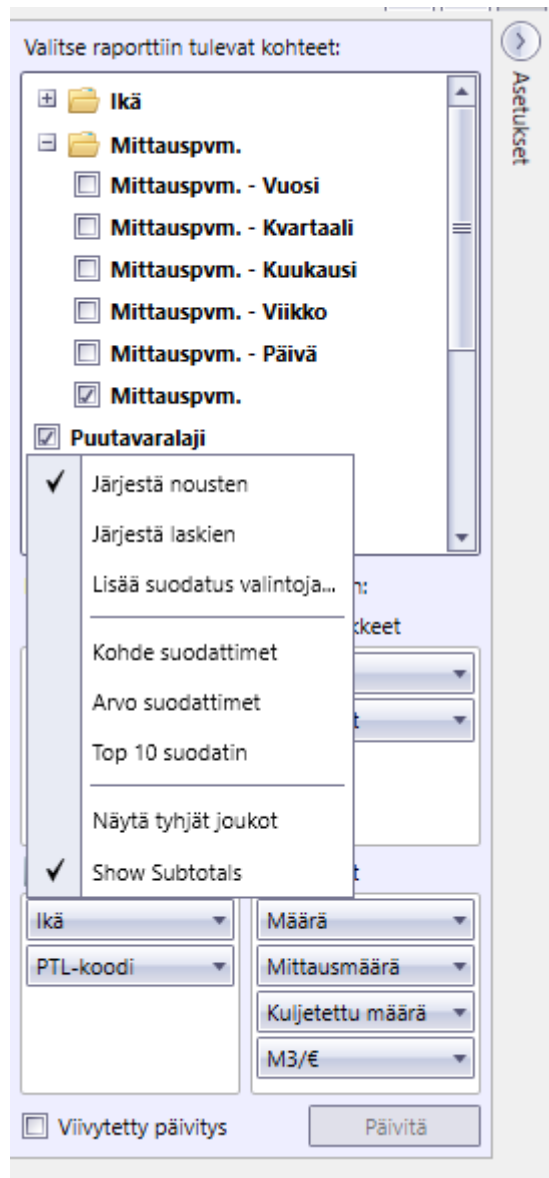 Valitse raporttiin tulevat kohteet:
Asetukset
Ikä
Mittauspvm.
Mittauspvm. - Vuosi
Mittauspvm. - Kvartaali
Mittauspvm. - Kuukausi
Mittauspvm. - Viikko
Mittauspvm. - Päivä
Mittauspvm.
Puutavaralaji
Järjestä nousten
Järjestä laskien
Lisää suodatus valintoja...
Kohde suodattimet
Arvo suodattimet
Top 10 suodatin
Näytä tyhjät joukot
Show Subtotals
Ikä
Määrä
PTL-koodi
Mittausmäärä
Kuljetettu määrä
M3/€
Viivytetty päivitys
Päivitä